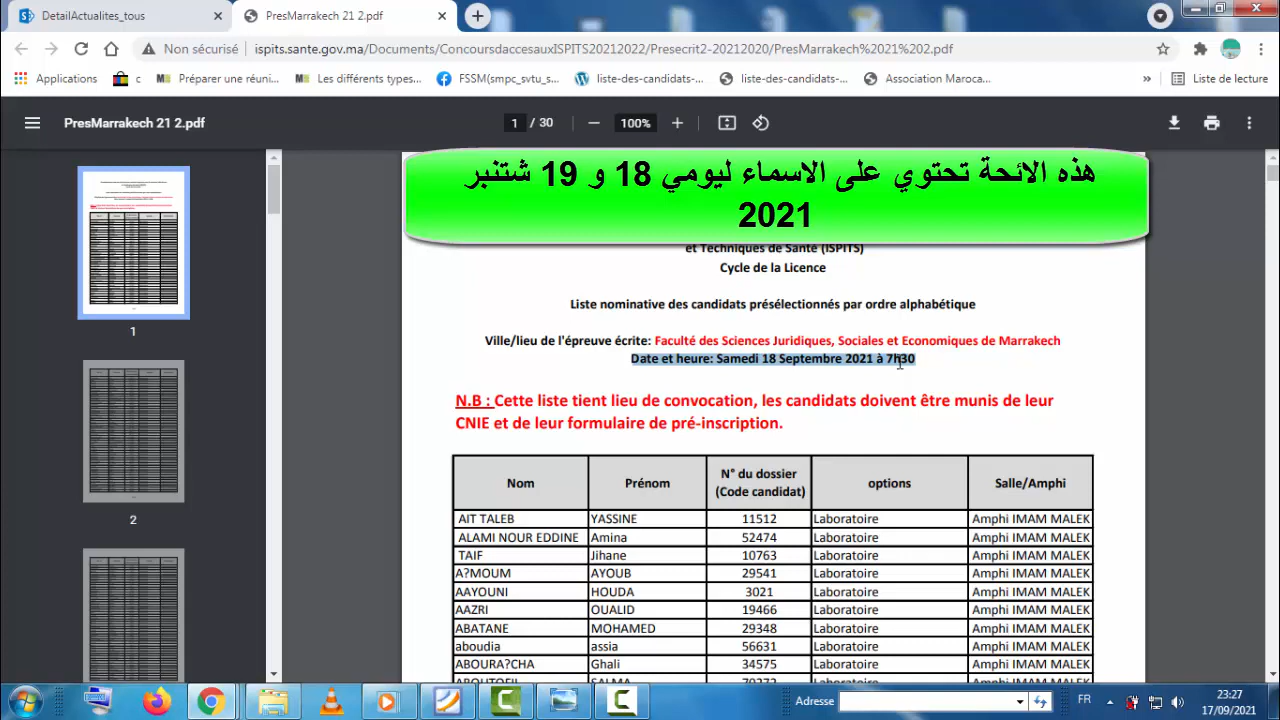 DetailActualites_tous
PresMarrakech 21 2.pdf
Non sécurisé
ispits.sante.gov.ma/Documents/ConcoursdaccesauxISPITS20212022/Presecrit2-20212020/PresMarrakech%2021%202.pdf
Applications
c
Préparer une réuni...
Les différents types...
FSSM(smpc_svtu_s...
liste-des-candidats-...
liste-des-candidats-...
Association Maroca...
»
Liste de lecture
PresMarrakech 21 2.pdf
1 / 30
100%
هذه الائحة تحتوي على الاسماء ليومي 18 و 19 شتنبر
2021
et Techniques de Santé (ISPITS)
Cycle de la Licence
Liste nominative des candidats présélectionnés par ordre alphabétique
Ville/lieu de l'épreuve écrite: Faculté des Sciences Juridiques, Sociales et Economiques de Marrakech
Date et heure: Samedi 18 Septembre 2021 à 7h30
N.B : Cette liste tient lieu de convocation, les candidats doivent être munis de leur
CNIE et de leur formulaire de pré-inscription.
Nom Prénom N° du dossier (Code candidat) options Salle/Amphi
AIT TALEB YASSINE 11512 Laboratoire Amphi IMAM MALEK
ALAMI NOUR EDDINE Amina 52474 Laboratoire Amphi IMAM MALEK
TAIF Jihane 10763 Laboratoire Amphi IMAM MALEK
A?MOUM AYOUB 29541 Laboratoire Amphi IMAM MALEK
AAYOUNI HOUDA 3021 Laboratoire Amphi IMAM MALEK
AAZRI OUALID 19466 Laboratoire Amphi IMAM MALEK
ABATANE MOHAMED 29348 Laboratoire Amphi IMAM MALEK
aboudia assia 56631 Laboratoire Amphi IMAM MALEK
ABOURA?CHA Ghali 34575 Laboratoire Amphi IMAM MALEK
1
2
Adresse
FR
23:27
17/09/2021